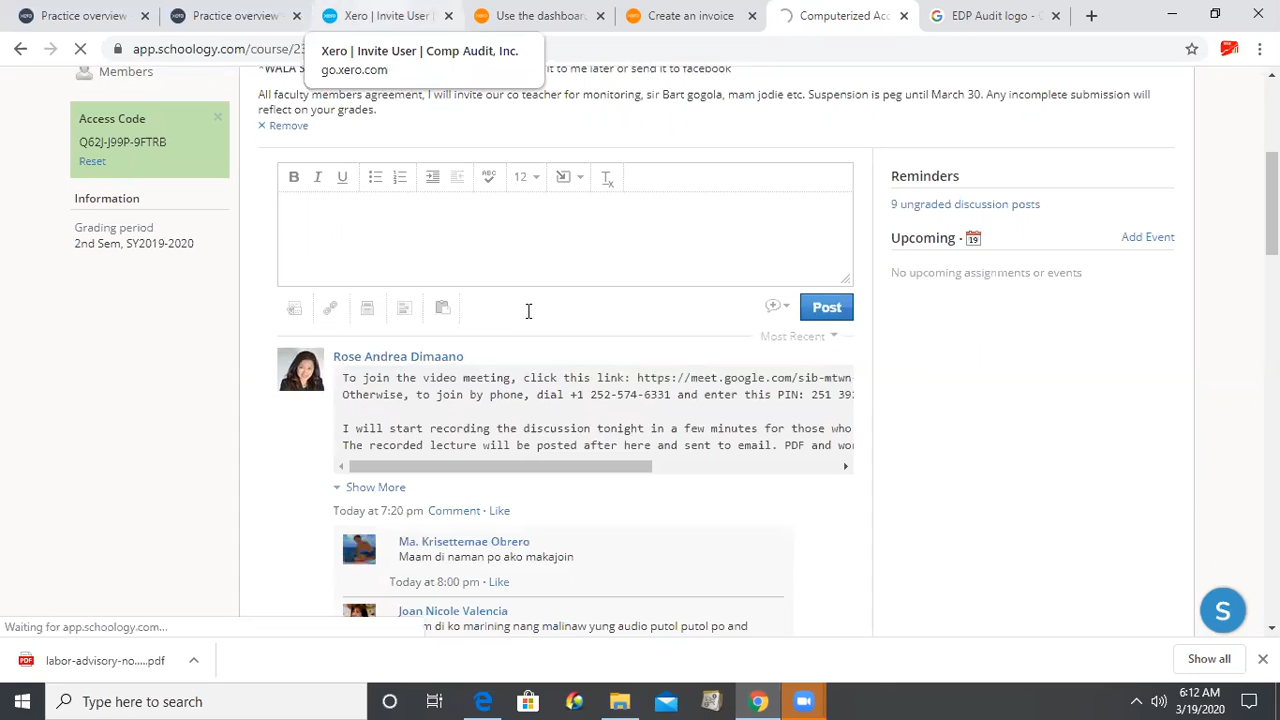 Practice overview
Practice overview
Xero | Invite User |
Use the dashboar
Create an invoice
Computerized Acc
EDP Audit logo - G
app.schoology.com/course/23
Xero | Invite User | Comp Audit, Inc.
go.xero.com
Members
*WALA S
it to me later or send it to facebook
All faculty members agreement, I will invite our co teacher for monitoring, sir Bart gogola, mam jodie etc. Suspension is peg until March 30. Any incomplete submission will
reflect on your grades.
Remove
Access Code
Q62J-J99P-9FTRB
Reset
Information
Grading period
2nd Sem, SY2019-2020
B I U ABC 12 Tx
Post
Most Recent
Reminders
9 ungraded discussion posts
Upcoming · 19
Add Event
No upcoming assignments or events
Rose Andrea Dimaano
To join the video meeting, click this link: https://meet.google.com/sib-mtwn-
Otherwise, to join by phone, dial +1 252-574-6331 and enter this PIN: 251 39
I will start recording the discussion tonight in a few minutes for those who
The recorded lecture will be posted after here and sent to email. PDF and wo
Show More
Today at 7:20 pm Comment · Like
Ma. Krisettemae Obrero
Maam di naman po ako makajoin
Today at 8:00 pm · Like
Joan Nicole Valencia
m di ko marining nang malinaw yung audio putol putol po and
S
Waiting for app.schoology.com...
PDF
labor-advisory-no.....pdf
Show all
Type here to search
6:12 AM
3/19/2020